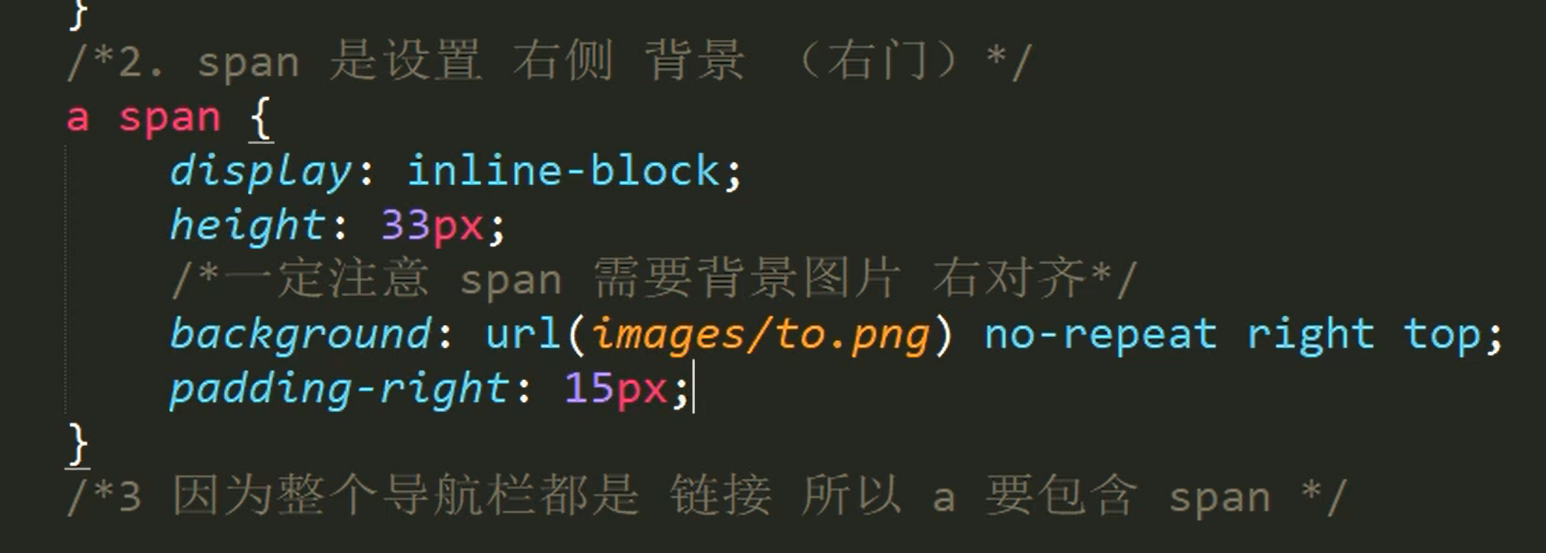 }
/*2. span 是设置 右侧 背景 （右门）*/
a span {
display: inline-block;
height: 33px;
/*一定注意 span 需要背景图片 右对齐*/
background: url(images/to.png) no-repeat right top;
padding-right: 15px;
}
/*3 因为整个导航栏都是 链接 所以 a 要包含 span */